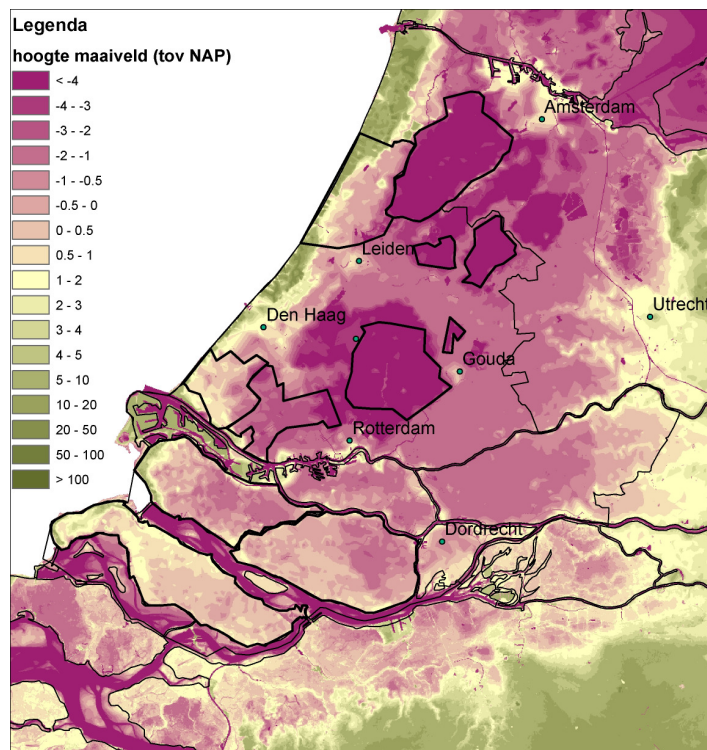 Legenda
hoogte maaiveld (tov NAP)
< -4
-4 - -3
-3 - -2
-2 - -1
-1 - -0.5
-0.5 - 0
0 - 0.5
0.5 - 1
1 - 2
2 - 3
3 - 4
4 - 5
5 - 10
10 - 20
20 - 50
50 - 100
> 100
Amsterdam
Leiden
Utrecht
Den Haag
Gouda
Rotterdam
Dordrecht